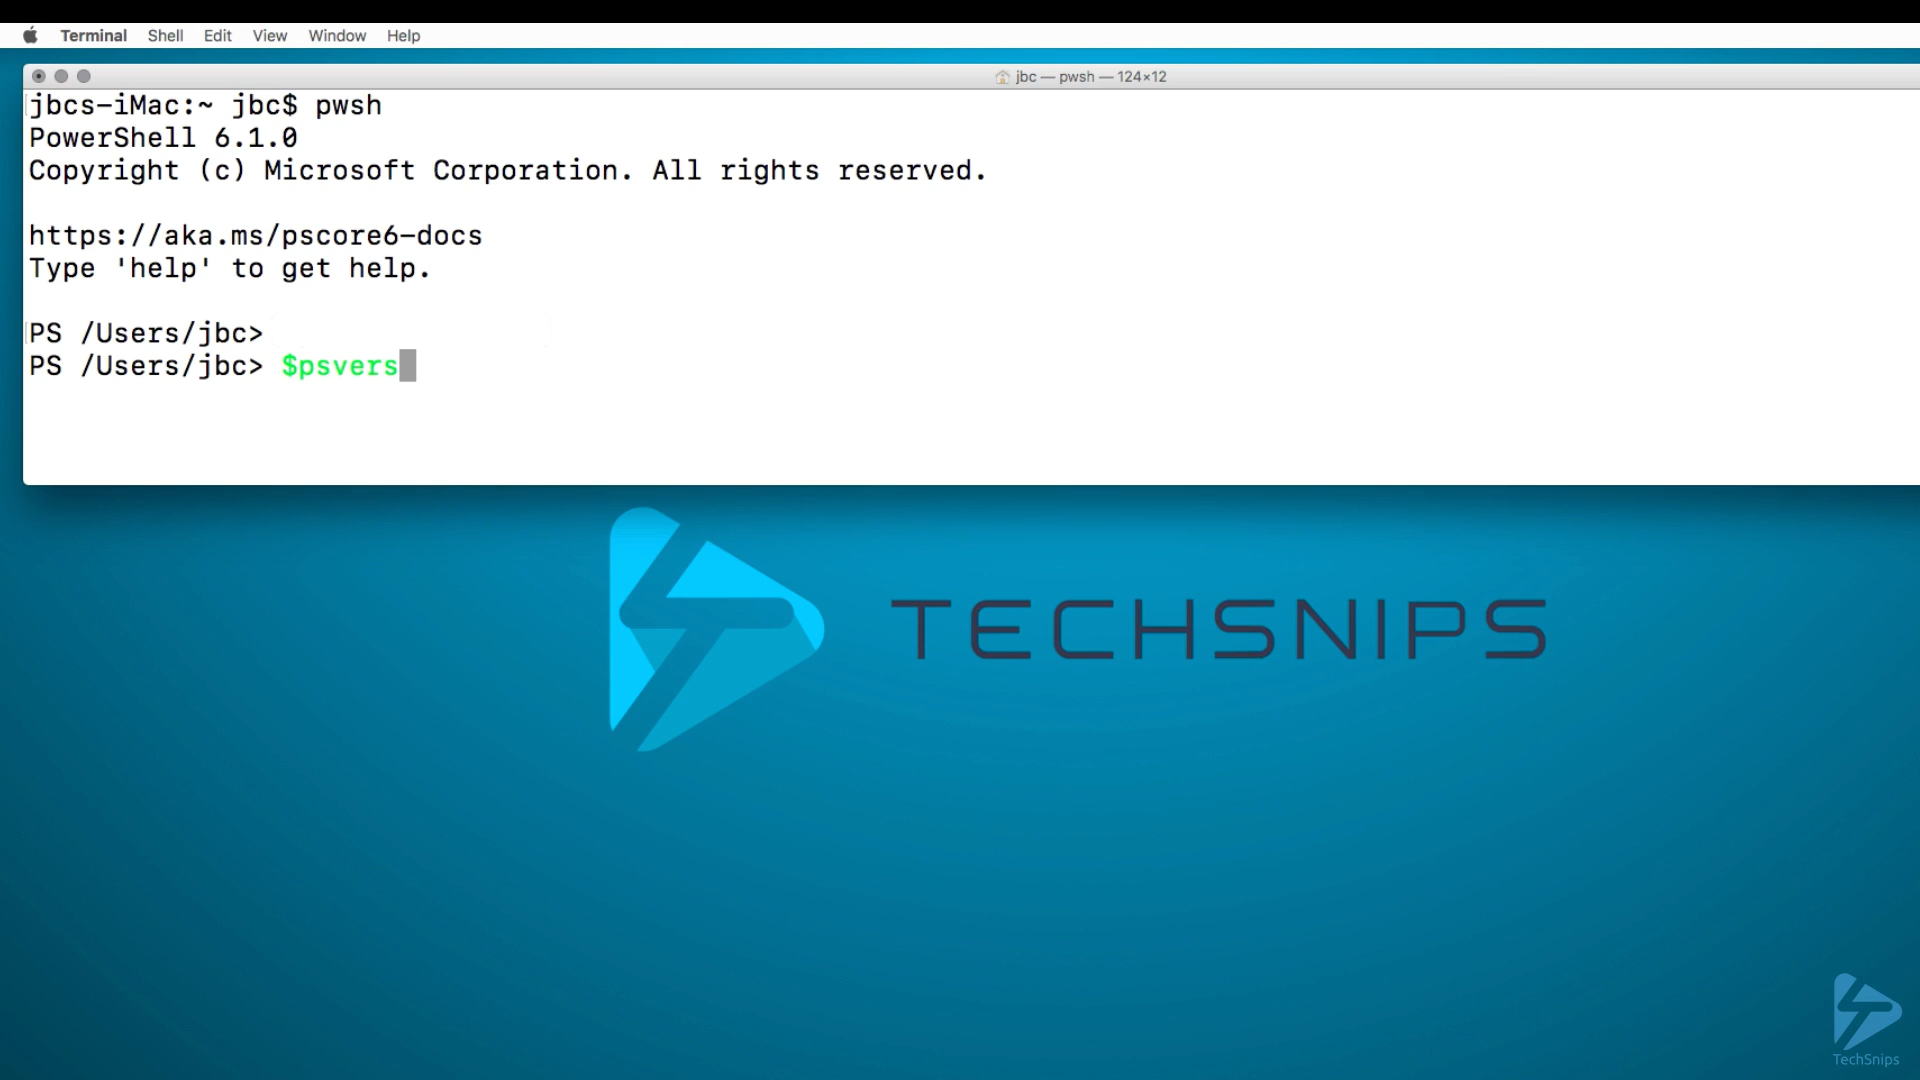 Terminal Shell Edit View Window Help
jbc — pwsh — 124×12
jbcs-iMac:~ jbc$ pwsh
PowerShell 6.1.0
Copyright (c) Microsoft Corporation. All rights reserved.
https://aka.ms/pscore6-docs
Type 'help' to get help.
PS /Users/jbc>
PS /Users/jbc> $psvers
TECHSNIPS
TechSnips